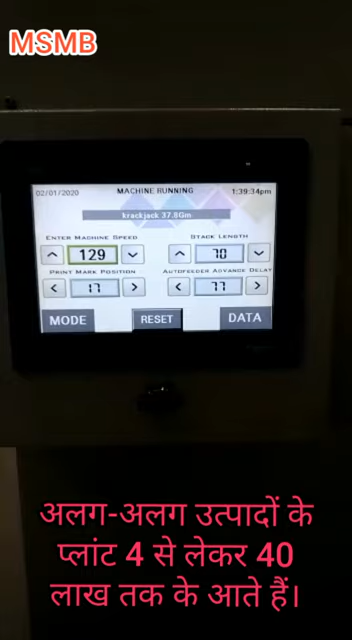 MSMB
02/01/2020 MACHINE RUNNING 1:39:34pm
krackjack 37.8Gm
ENTER MACHINE SPEED STACK LENGTH
129 70
PRINT MARK POSITION AUTOFEEDER ADVANCE DELAY
17 77
MODE RESET DATA
अलग-अलग उत्पादों के
प्लांट 4 से लेकर 40
लाख तक के आते हैं।